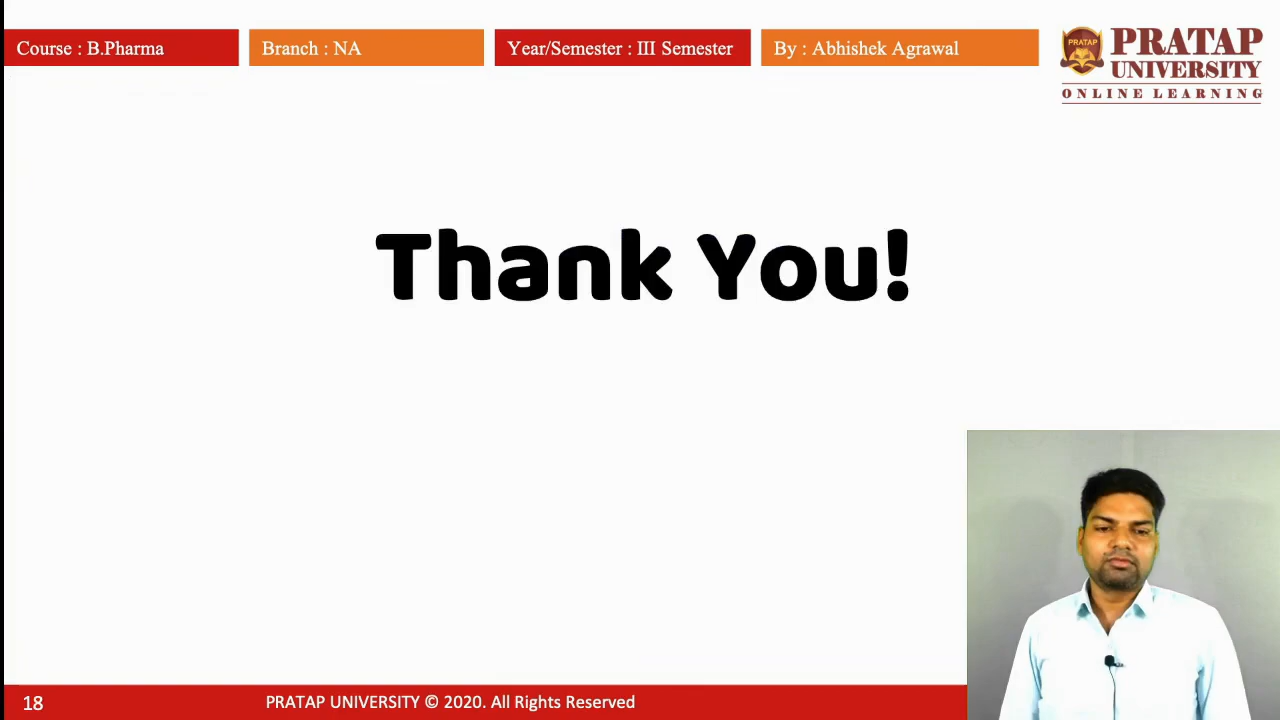 Course : B.Pharma
Branch : NA
Year/Semester : III Semester
By : Abhishek Agrawal
PRATAP
PRATAP
UNIVERSITY
ONLINE LEARNING
Thank You!
18
PRATAP UNIVERSITY © 2020. All Rights Reserved